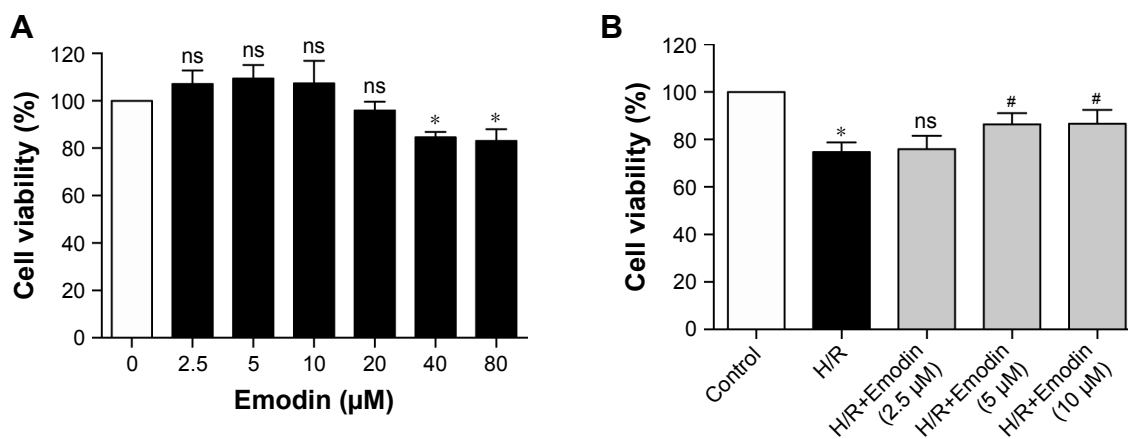 A
Cell viability (%)
120
100
80
60
40
20
0
ns
ns
ns
ns
*
*
0 2.5 5 10 20 40 80
Emodin (μM)
B
Cell viability (%)
120
100
80
60
40
20
0
*
ns
#
#
Control
H/R
H/R+Emodin
(2.5 μM)
H/R+Emodin
(5 μM)
H/R+Emodin
(10 μM)